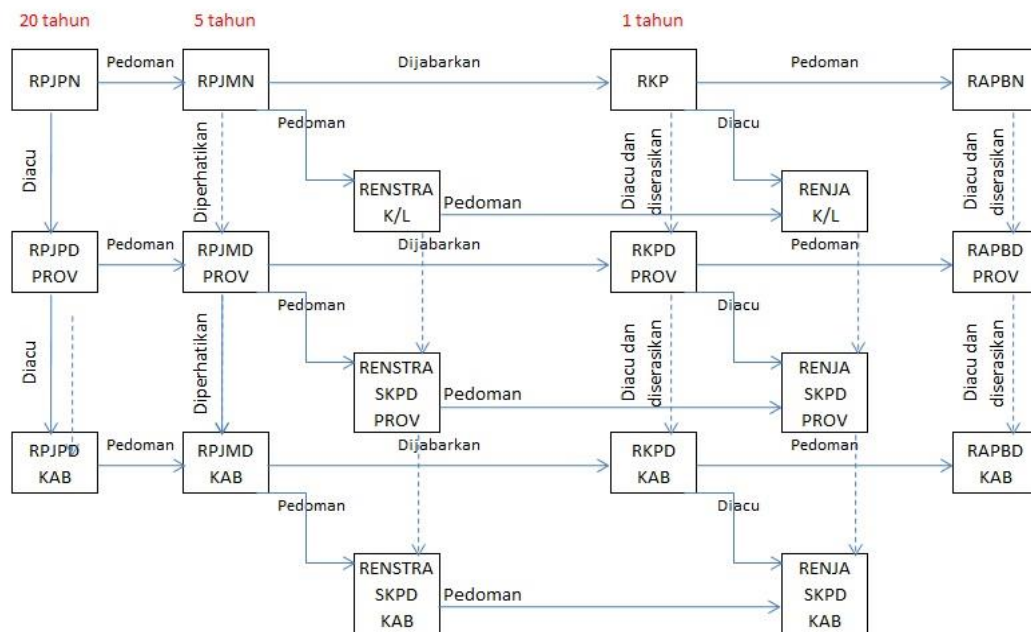 20 tahun
5 tahun
1 tahun
RPJPN
Pedoman
RPJMN
Dijabarkan
RKP
Pedoman
RAPBN
Diacu
Diperhatikan
Pedoman
Diacu dan
diserasikan
Diacu
Diacu dan
diserasikan
RENSTRA
K/L
Pedoman
RENJA
K/L
RPJPD
PROV
Pedoman
RPJMD
PROV
Dijabarkan
RKPD
PROV
Pedoman
RAPBD
PROV
Diacu
Diperhatikan
Pedoman
Diacu dan
diserasikan
Diacu
Diacu dan
diserasikan
RENSTRA
SKPD
PROV
Pedoman
RENJA
SKPD
PROV
RPJPD
KAB
Pedoman
RPJMD
KAB
Dijabarkan
RKPD
KAB
Pedoman
RAPBD
KAB
Pedoman
Diacu
RENSTRA
SKPD
KAB
Pedoman
RENJA
SKPD
KAB